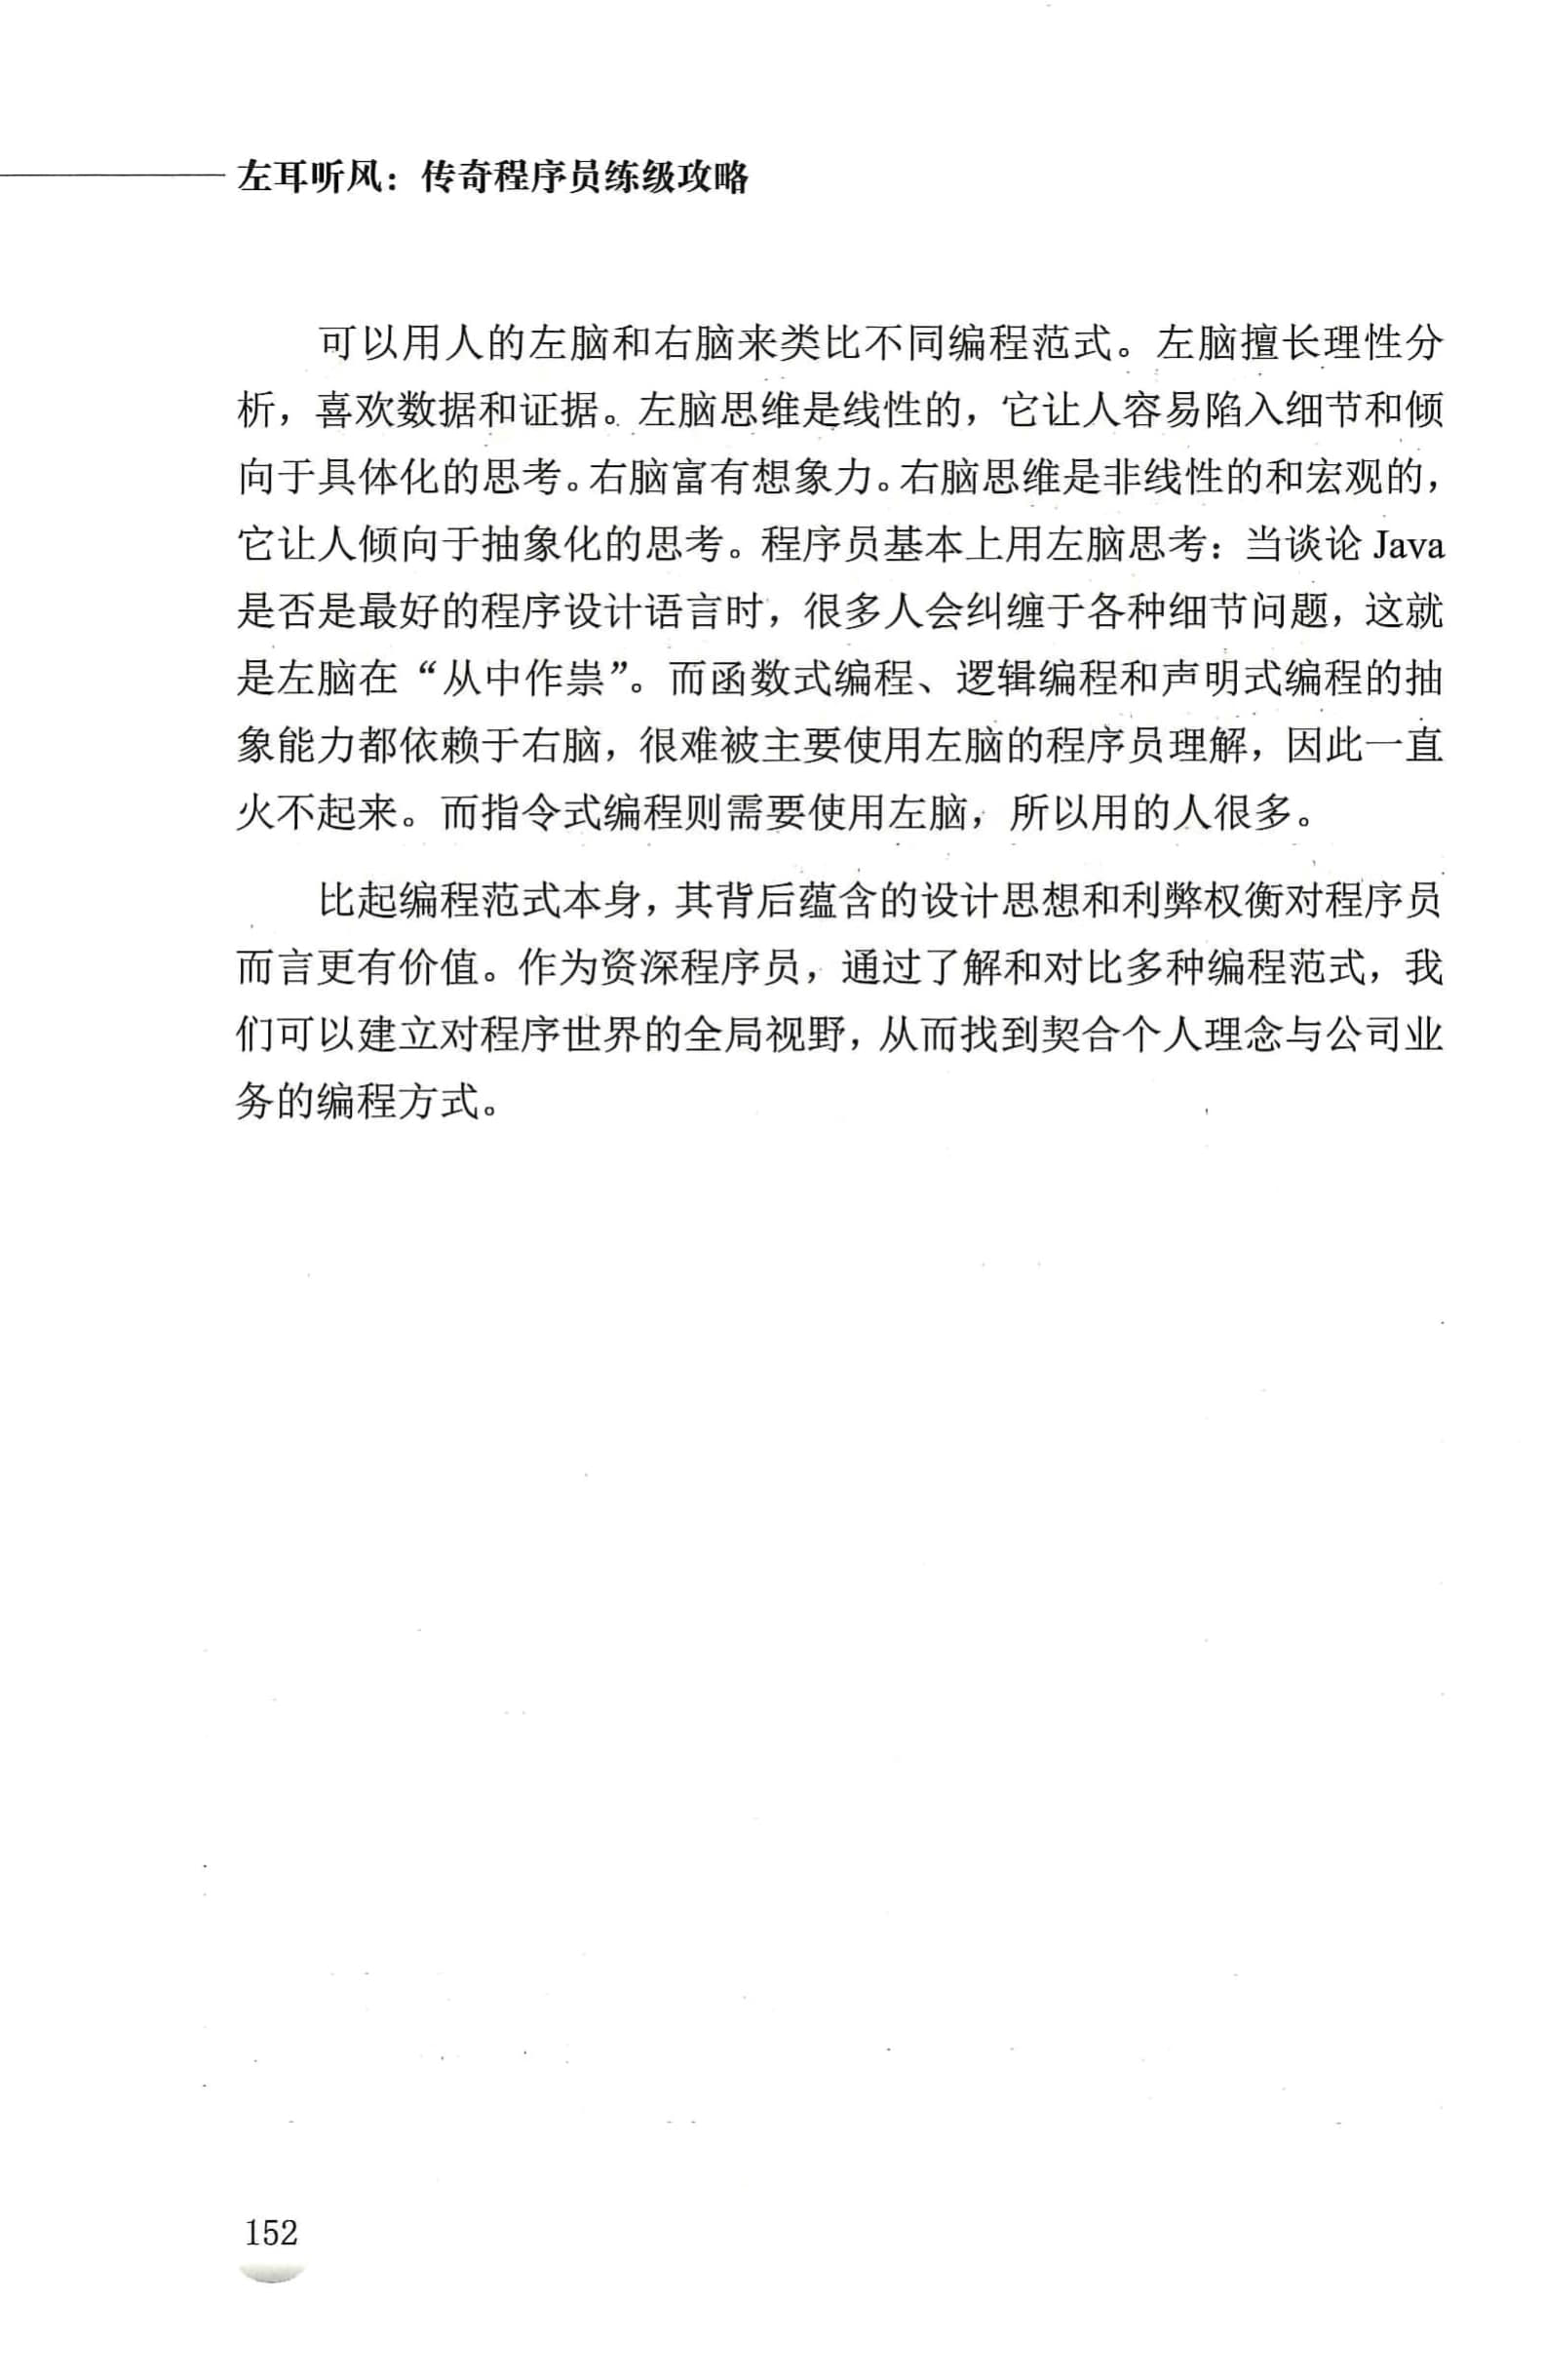 左耳听风：传奇程序员练级攻略
可以用人的左脑和右脑来类比不同编程范式。左脑擅长理性分
析，喜欢数据和证据。左脑思维是线性的，它让人容易陷入细节和倾
向于具体化的思考。右脑富有想象力。右脑思维是非线性的和宏观的，
它让人倾向于抽象化的思考。程序员基本上用左脑思考：当谈论 Java
是否是最好的程序设计语言时，很多人会纠缠于各种细节问题，这就
是左脑在“从中作祟”。而函数式编程、逻辑编程和声明式编程的抽
象能力都依赖于右脑，很难被主要使用左脑的程序员理解，因此一直
火不起来。而指令式编程则需要使用左脑，所以用的人很多。
比起编程范式本身，其背后蕴含的设计思想和利弊权衡对程序员
而言更有价值。作为资深程序员，通过了解和对比多种编程范式，我
们可以建立对程序世界的全局视野，从而找到契合个人理念与公司业
务的编程方式。
152